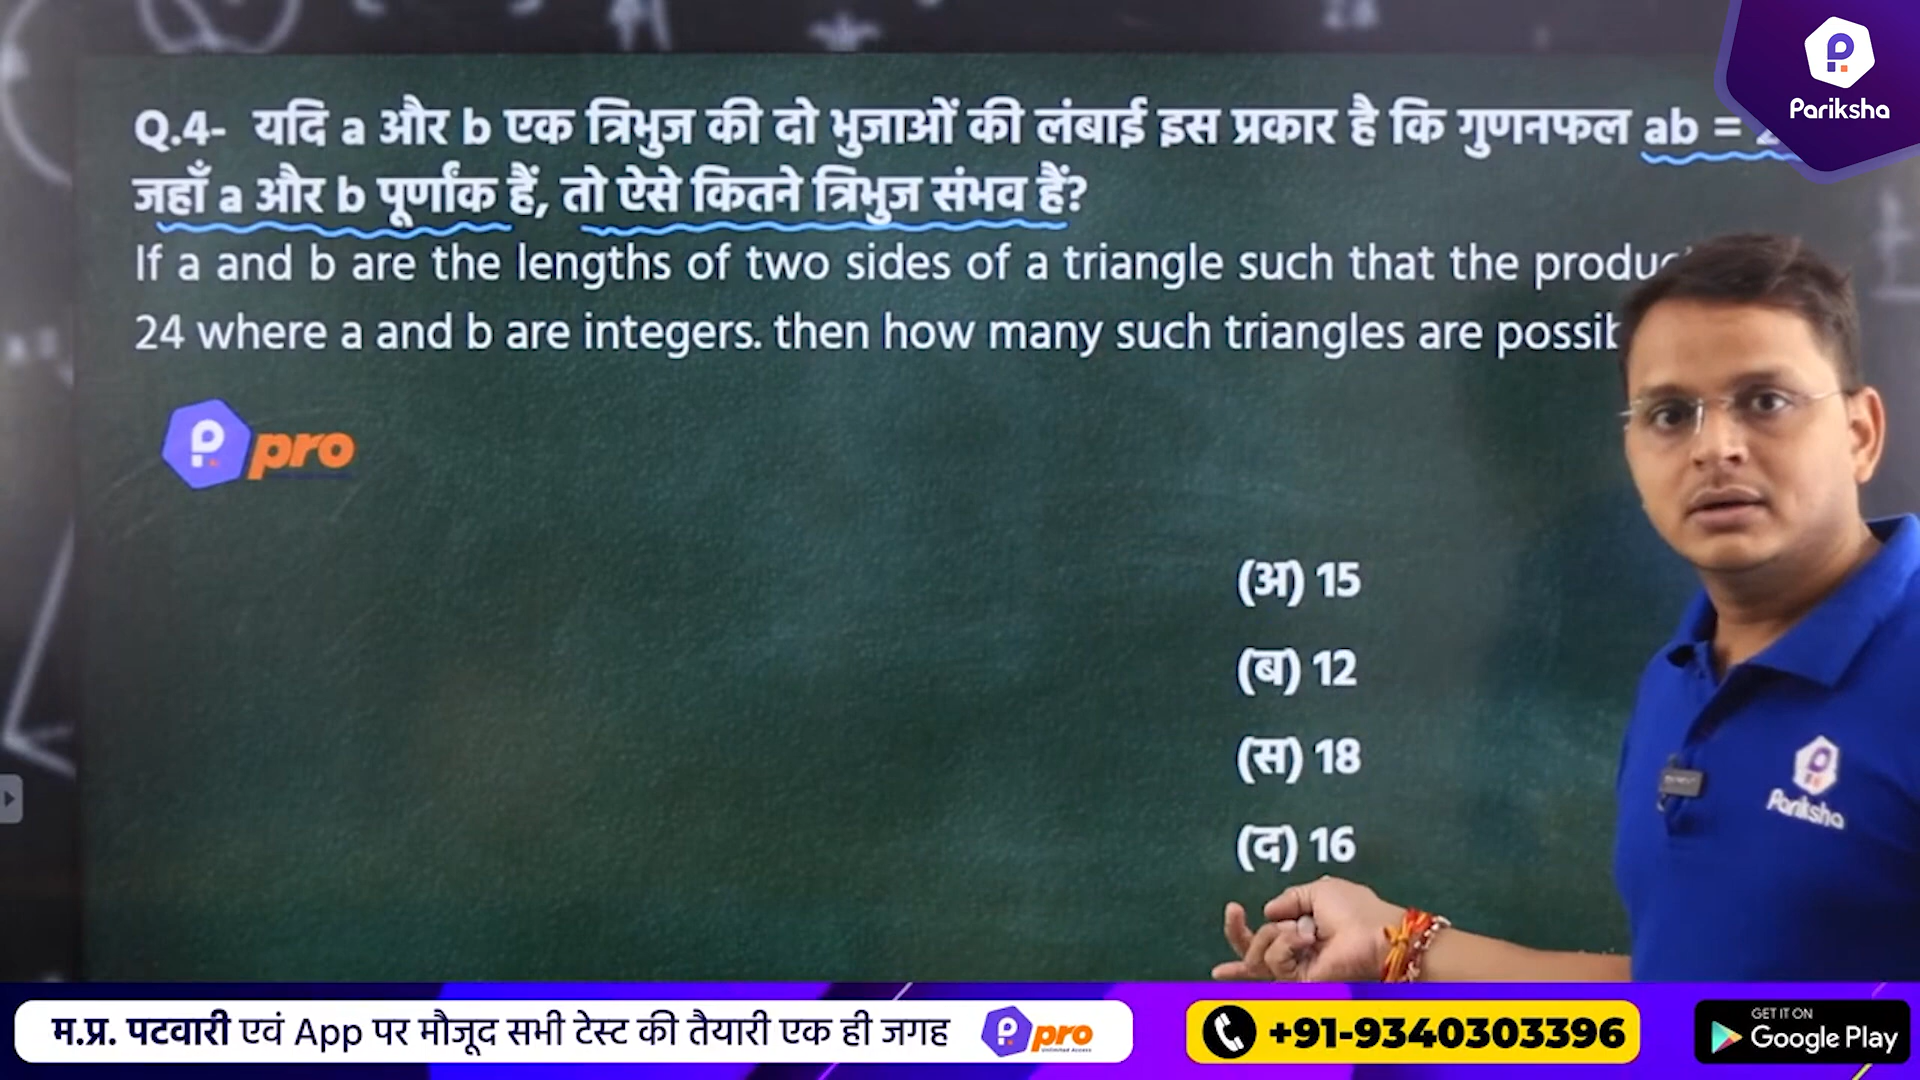 Pariksha
Q.4- यदि a और b एक त्रिभुज की दो भुजाओं की लंबाई इस प्रकार है कि गुणनफल ab =
जहाँ a और b पूर्णांक हैं, तो ऐसे कितने त्रिभुज संभव हैं?
If a and b are the lengths of two sides of a triangle such that the
24 where a and b are integers. then how many such triangles are
pro
(अ) 15
(ब) 12
(स) 18
(द) 16
Pariksha
म.प्र. पटवारी एवं App पर मौजूद सभी टेस्ट की तैयारी एक ही जगह pro
Unlimited Access
+91-9340303396
GET IT ON
Google Play